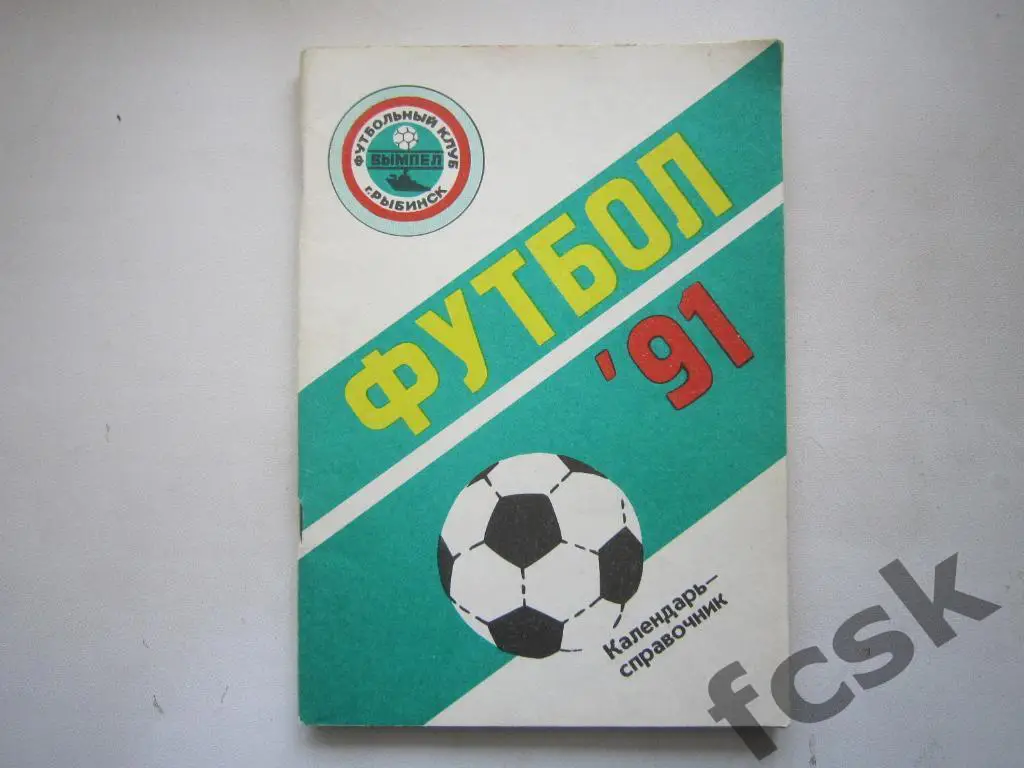 ФУТБОЛЬНЫЙ КЛУБ
ВЫМПЕЛ
г. РЫБИНСК
ФУТБОЛ
'91
Календарь–
справочник
fcsk